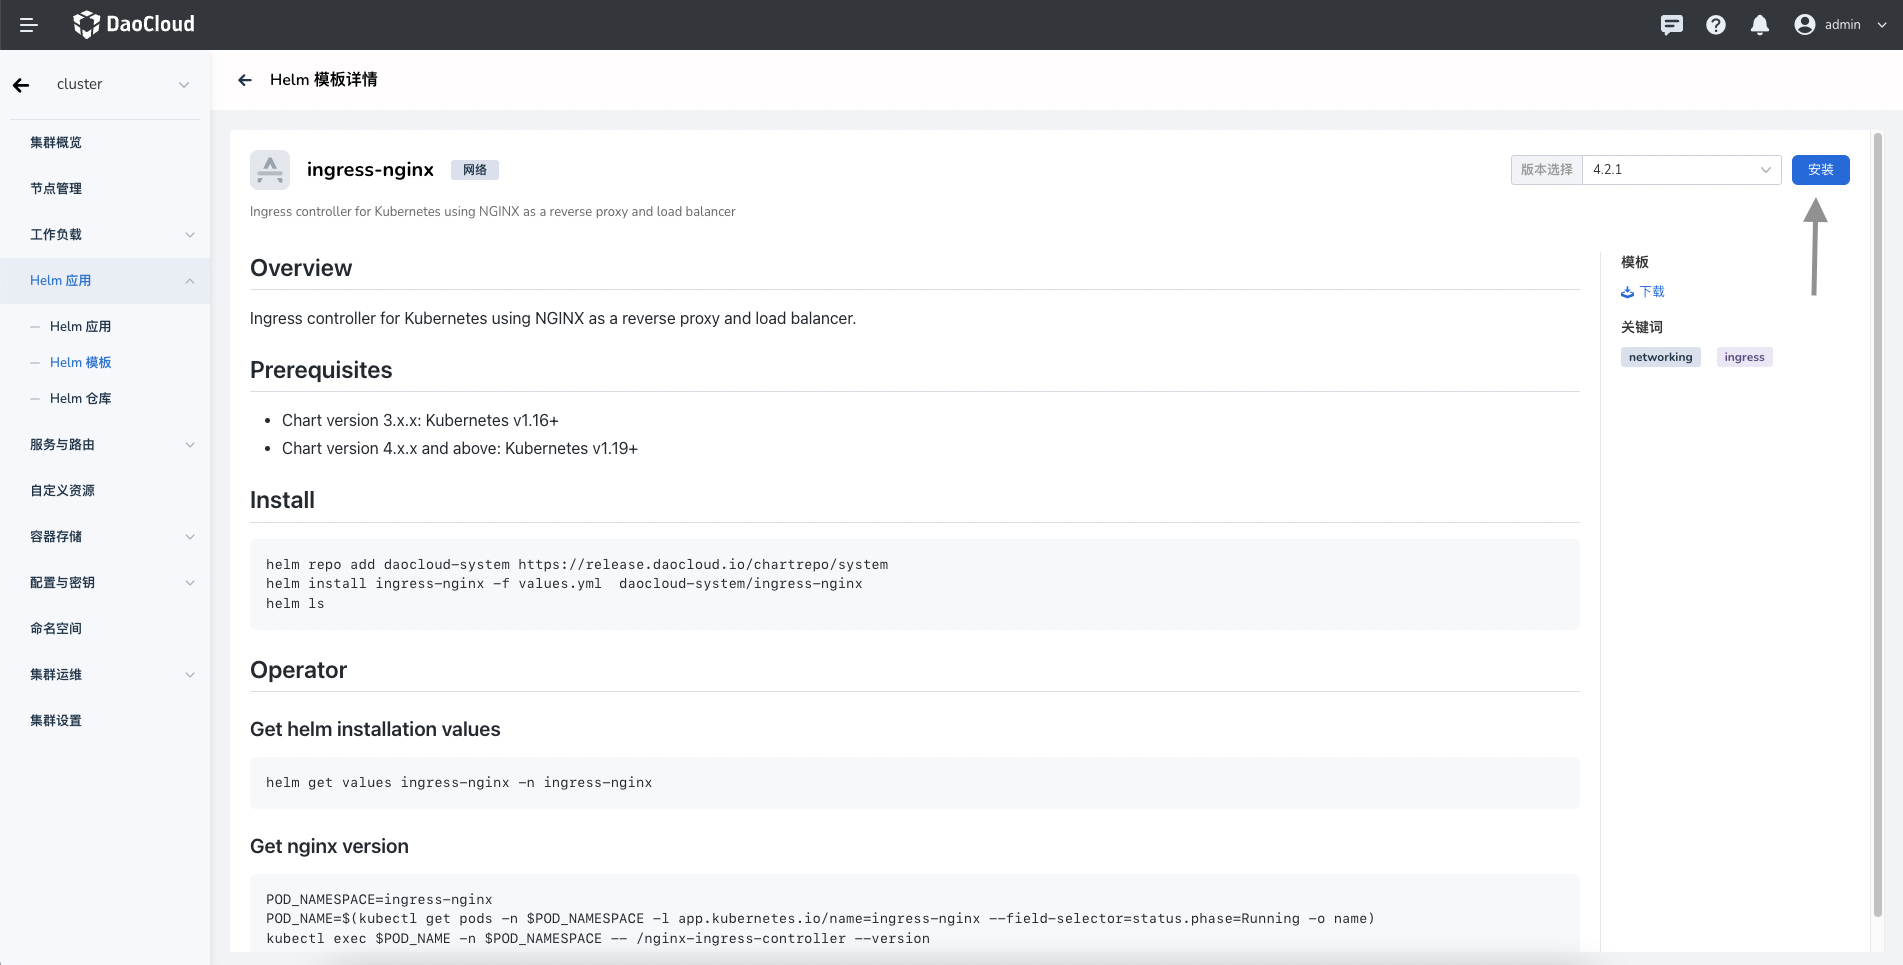 DaoCloud
admin
cluster
集群概览
节点管理
工作负载
Helm 应用
Helm 应用
Helm 模板
Helm 仓库
服务与路由
自定义资源
容器存储
配置与密钥
命名空间
集群运维
集群设置
Helm 模板详情
ingress-nginx
网络
版本选择
4.2.1
安装
Ingress controller for Kubernetes using NGINX as a reverse proxy and load balancer
Overview
Ingress controller for Kubernetes using NGINX as a reverse proxy and load balancer.
Prerequisites
• Chart version 3.x.x: Kubernetes v1.16+
• Chart version 4.x.x and above: Kubernetes v1.19+
Install
helm repo add daocloud-system https://release.daocloud.io/chartrepo/system
helm install ingress-nginx -f values.yml  daocloud-system/ingress-nginx
helm ls
Operator
Get helm installation values
helm get values ingress-nginx -n ingress-nginx
Get nginx version
POD_NAMESPACE=ingress-nginx
POD_NAME=$(kubectl get pods -n $POD_NAMESPACE -l app.kubernetes.io/name=ingress-nginx --field-selector=status.phase=Running -o name)
kubectl exec $POD_NAME -n $POD_NAMESPACE -- /nginx-ingress-controller --version
模板
下载
关键词
networking
ingress